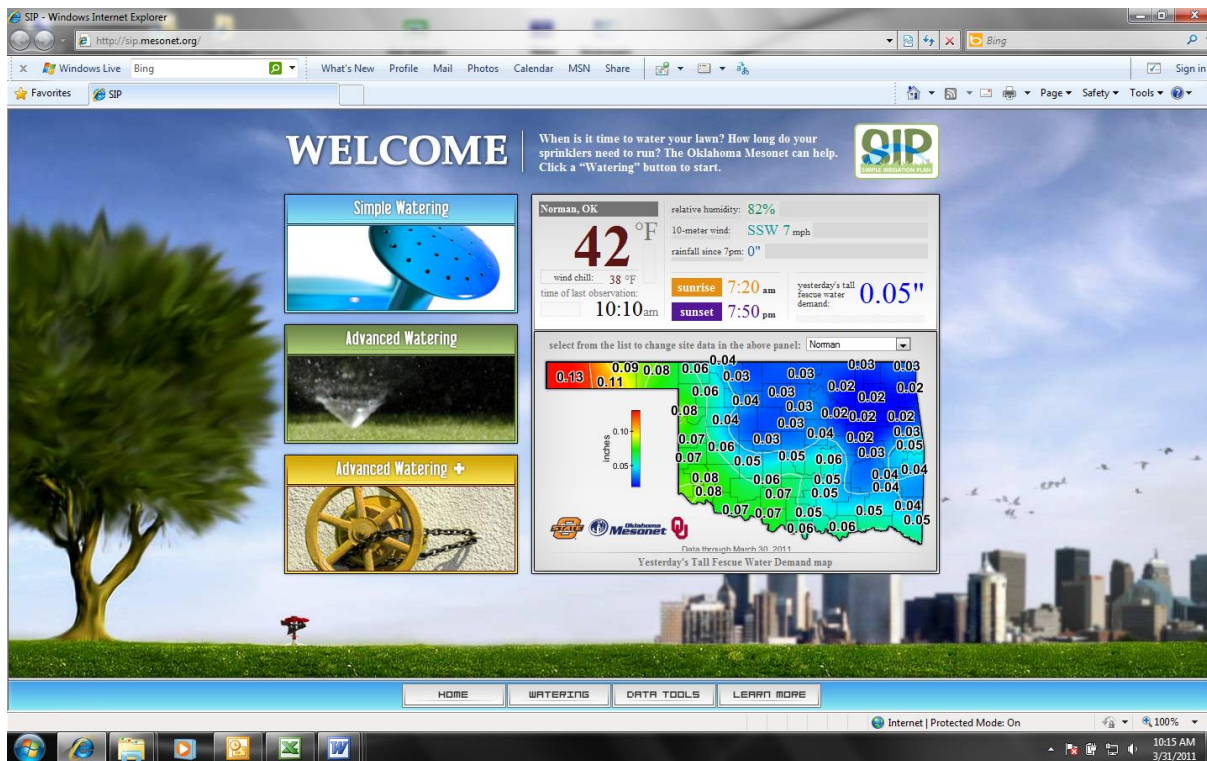 SIP - Windows Internet Explorer
http://sip.mesonet.org/
Bing
Windows Live Bing What's New Profile Mail Photos Calendar MSN Share Sign in
Favorites SIP Page Safety Tools
WELCOME
When is it time to water your lawn? How long do your
sprinklers need to run? The Oklahoma Mesonet can help.
Click a "Watering" button to start.
SIP
SIMPLE IRRIGATION PLAN
Simple Watering
Advanced Watering
Advanced Watering +
Norman, OK
42 °F
wind chill: 38 °F
time of last observation:
10:10 am
relative humidity: 82%
10-meter wind: SSW 7 mph
rainfall since 7pm: 0"
sunrise 7:20 am
sunset 7:50 pm
yesterday's tall
fescue water
demand:
0.05"
select from the list to change site data in the above panel: Norman
0.04
0.13 0.11 0.09 0.08 0.06 0.03 0.03 0.03 0.03
0.06 0.04 0.03 0.02 0.02 0.02
0.08 0.04 0.03 0.03 0.02 0.02 0.02
0.07 0.06 0.03 0.04 0.02 0.03 0.03 0.05
0.07 0.05 0.05 0.06 0.04 0.04
0.08 0.06 0.05 0.04
0.08 0.07 0.05
0.07 0.07 0.05 0.05 0.04
0.06 0.06 0.05
inches
0.10
0.05
STATE Oklahoma Mesonet OU
Data through March 30, 2011
Yesterday's Tall Fescue Water Demand map
HOME WATERING DATA TOOLS LEARN MORE
Internet | Protected Mode: On 100%
10:15 AM
3/31/2011